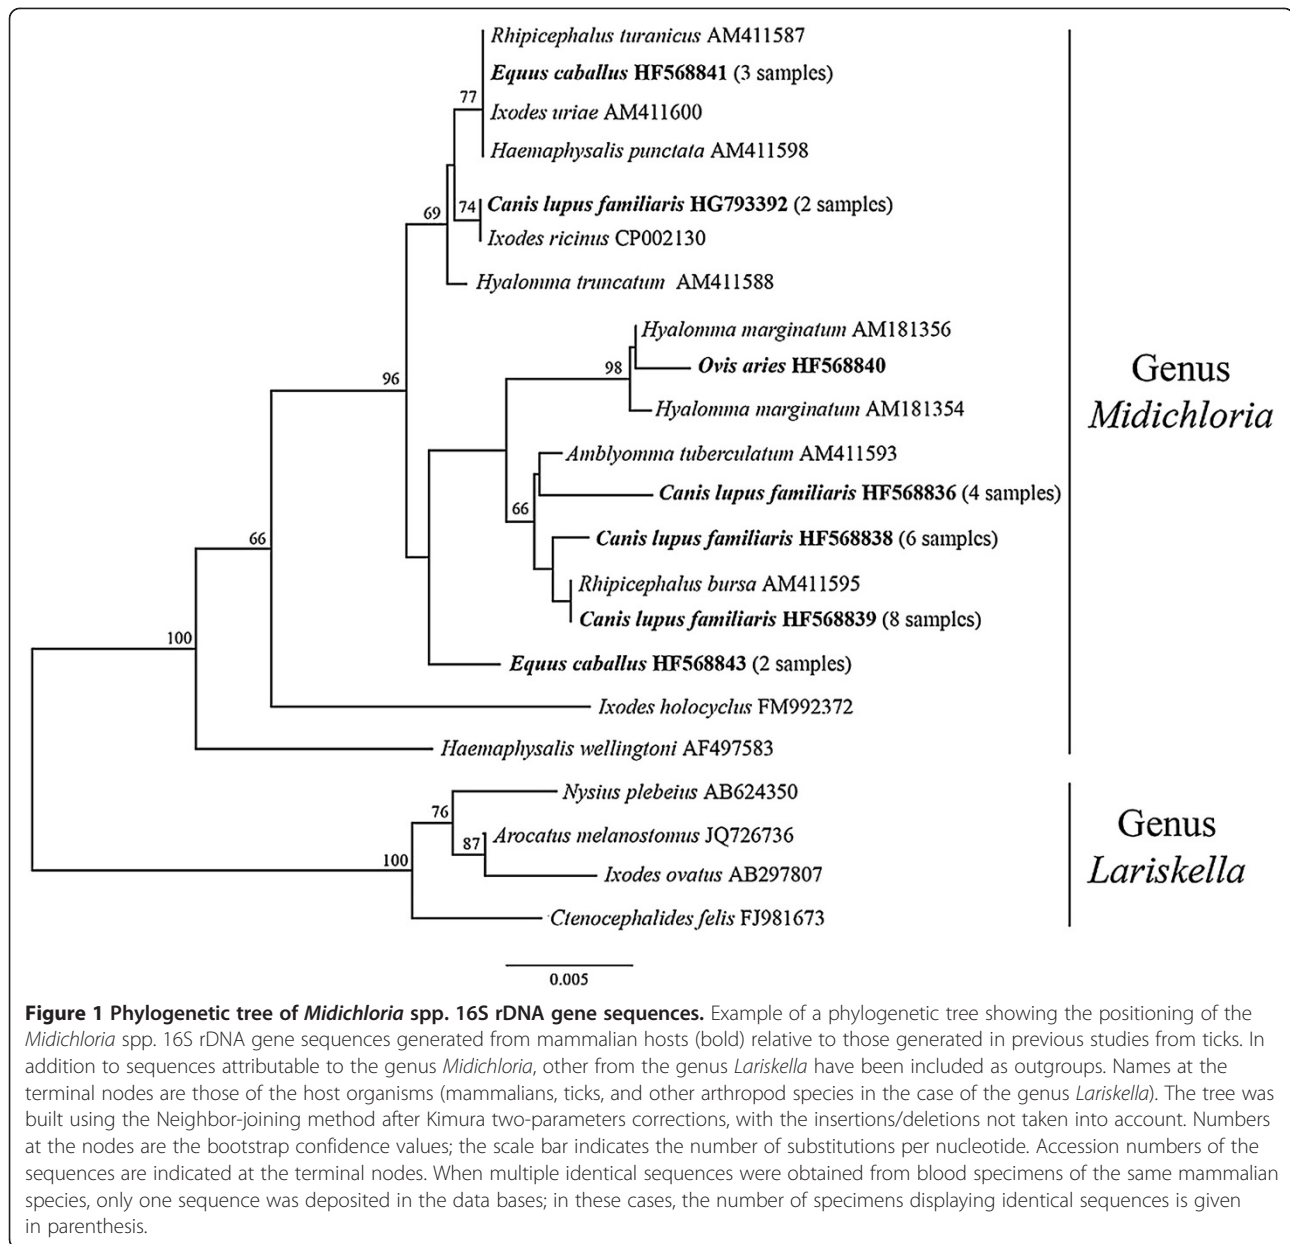 Rhipicephalus turanicus AM411587
Equus caballus HF568841 (3 samples)
77
Ixodes uriae AM411600
Haemaphysalis punctata AM411598
Canis lupus familiaris HG793392 (2 samples)
74
69
Ixodes ricinus CP002130
Hyalomma truncatum AM411588
Hyalomma marginatum AM181356
Ovis aries HF568840
98
96
Hyalomma marginatum AM181354
Genus
Midichloria
Amblyomma tuberculatum AM411593
Canis lupus familiaris HF568836 (4 samples)
66
Canis lupus familiaris HF568838 (6 samples)
66
Rhipicephalus bursa AM411595
Canis lupus familiaris HF568839 (8 samples)
100
Equus caballus HF568843 (2 samples)
Ixodes holocyclus FM992372
Haemaphysalis wellingtoni AF497583
Nysius plebeius AB624350
76
Arocatus melanostomus JQ726736
87
100
Ixodes ovatus AB297807
Ctenocephalides felis FJ981673
Genus
Lariskella
0.005
Figure 1 Phylogenetic tree of Midichloria spp. 16S rDNA gene sequences. Example of a phylogenetic tree showing the positioning of the
Midichloria spp. 16S rDNA gene sequences generated from mammalian hosts (bold) relative to those generated in previous studies from ticks. In
addition to sequences attributable to the genus Midichloria, other from the genus Lariskella have been included as outgroups. Names at the
terminal nodes are those of the host organisms (mammalians, ticks, and other arthropod species in the case of the genus Lariskella). The tree was
built using the Neighbor-joining method after Kimura two-parameters corrections, with the insertions/deletions not taken into account. Numbers
at the nodes are the bootstrap confidence values; the scale bar indicates the number of substitutions per nucleotide. Accession numbers of the
sequences are indicated at the terminal nodes. When multiple identical sequences were obtained from blood specimens of the same mammalian
species, only one sequence was deposited in the data bases; in these cases, the number of specimens displaying identical sequences is given
in parenthesis.